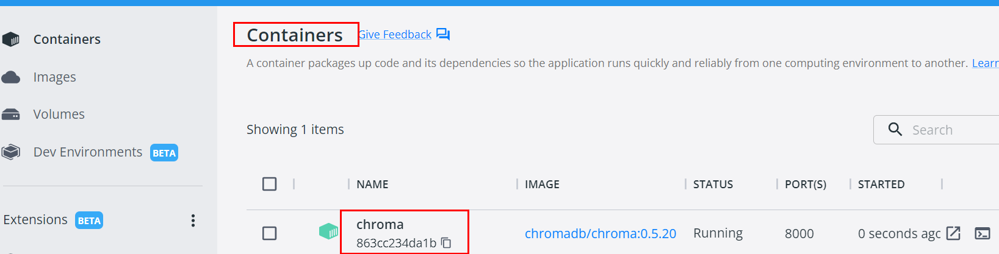 Containers
Images
Volumes
Dev Environments BETA
Extensions BETA
Containers Give Feedback
A container packages up code and its dependencies so the application runs quickly and reliably from one computing environment to another. Learn
Showing 1 items
Search
NAME IMAGE STATUS PORT(S) STARTED
chroma
863cc234da1b
chromadb/chroma:0.5.20 Running 8000 0 seconds agc